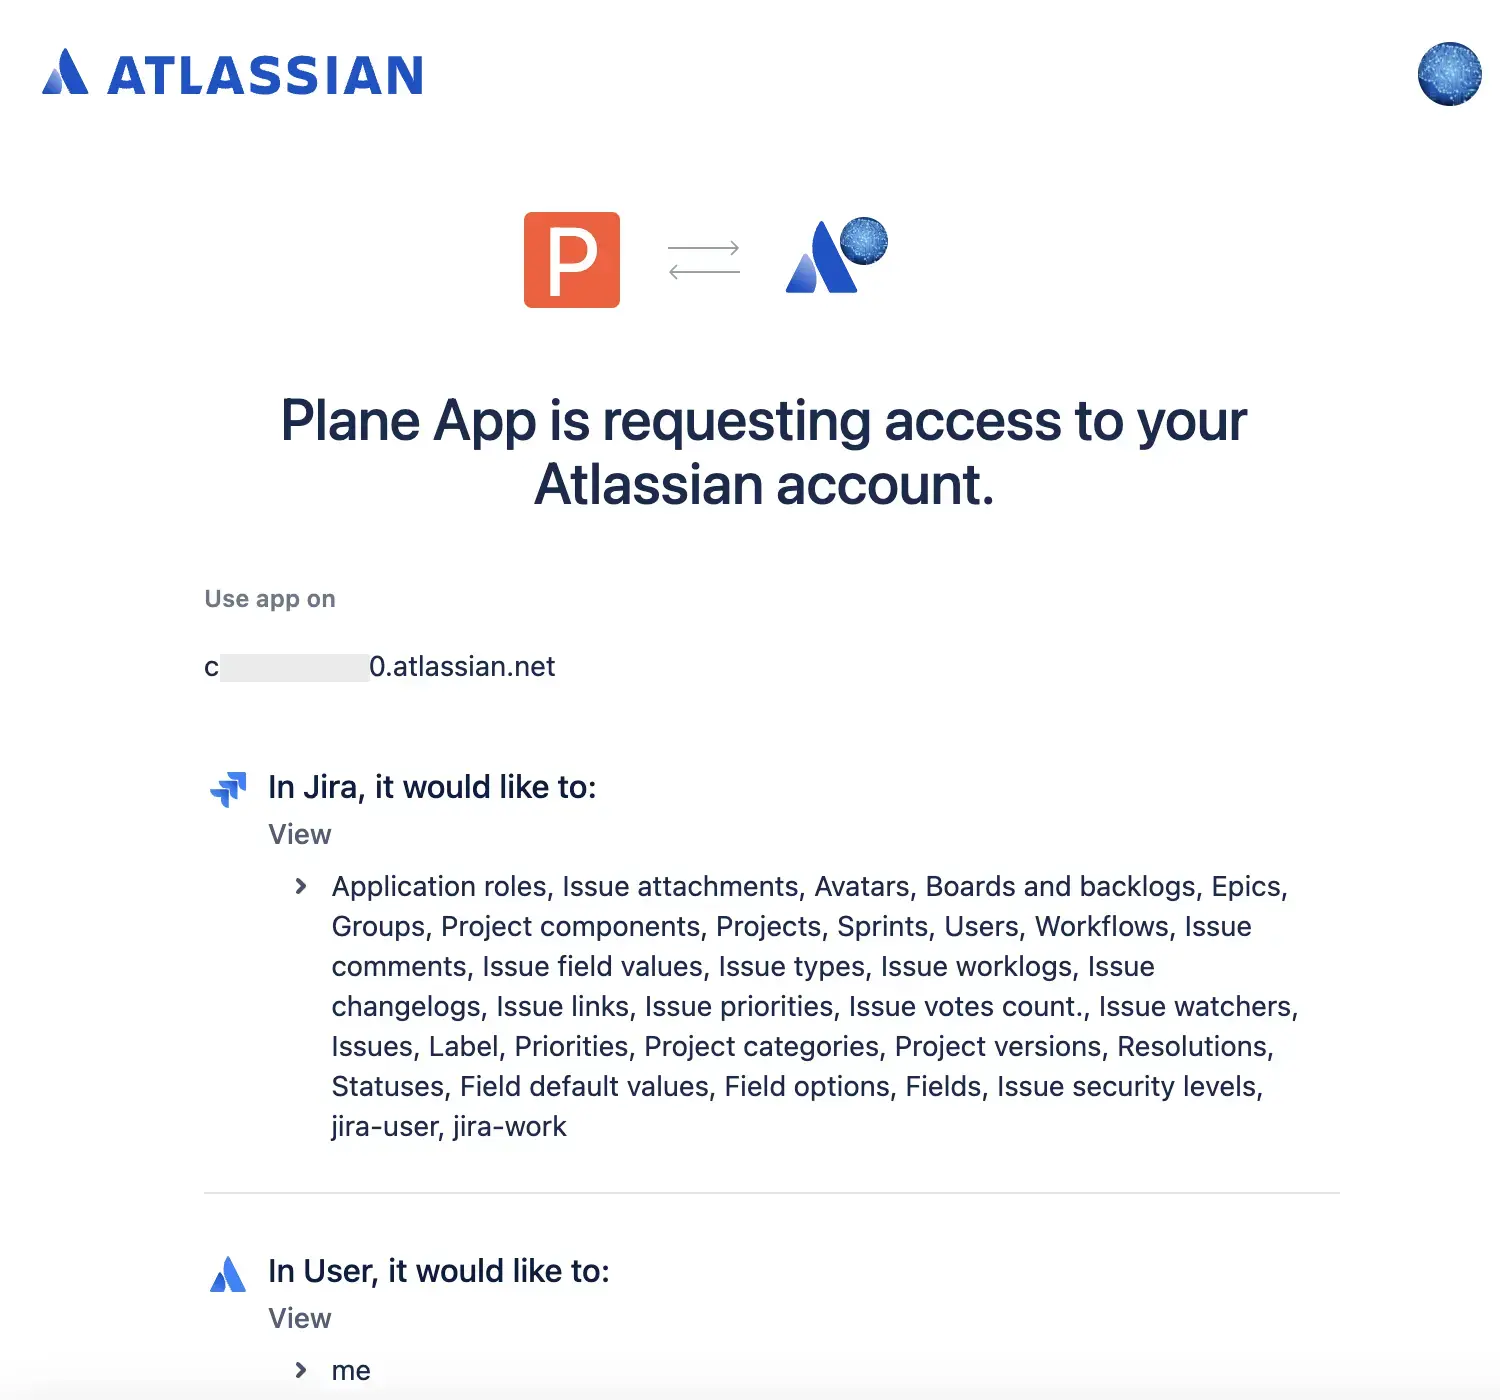 ATLASSIAN
P
Plane App is requesting access to your
Atlassian account.
Use app on
c 0.atlassian.net
In Jira, it would like to:
View
Application roles, Issue attachments, Avatars, Boards and backlogs, Epics,
Groups, Project components, Projects, Sprints, Users, Workflows, Issue
comments, Issue field values, Issue types, Issue worklogs, Issue
changelogs, Issue links, Issue priorities, Issue votes count., Issue watchers,
Issues, Label, Priorities, Project categories, Project versions, Resolutions,
Statuses, Field default values, Field options, Fields, Issue security levels,
jira-user, jira-work
In User, it would like to:
View
me